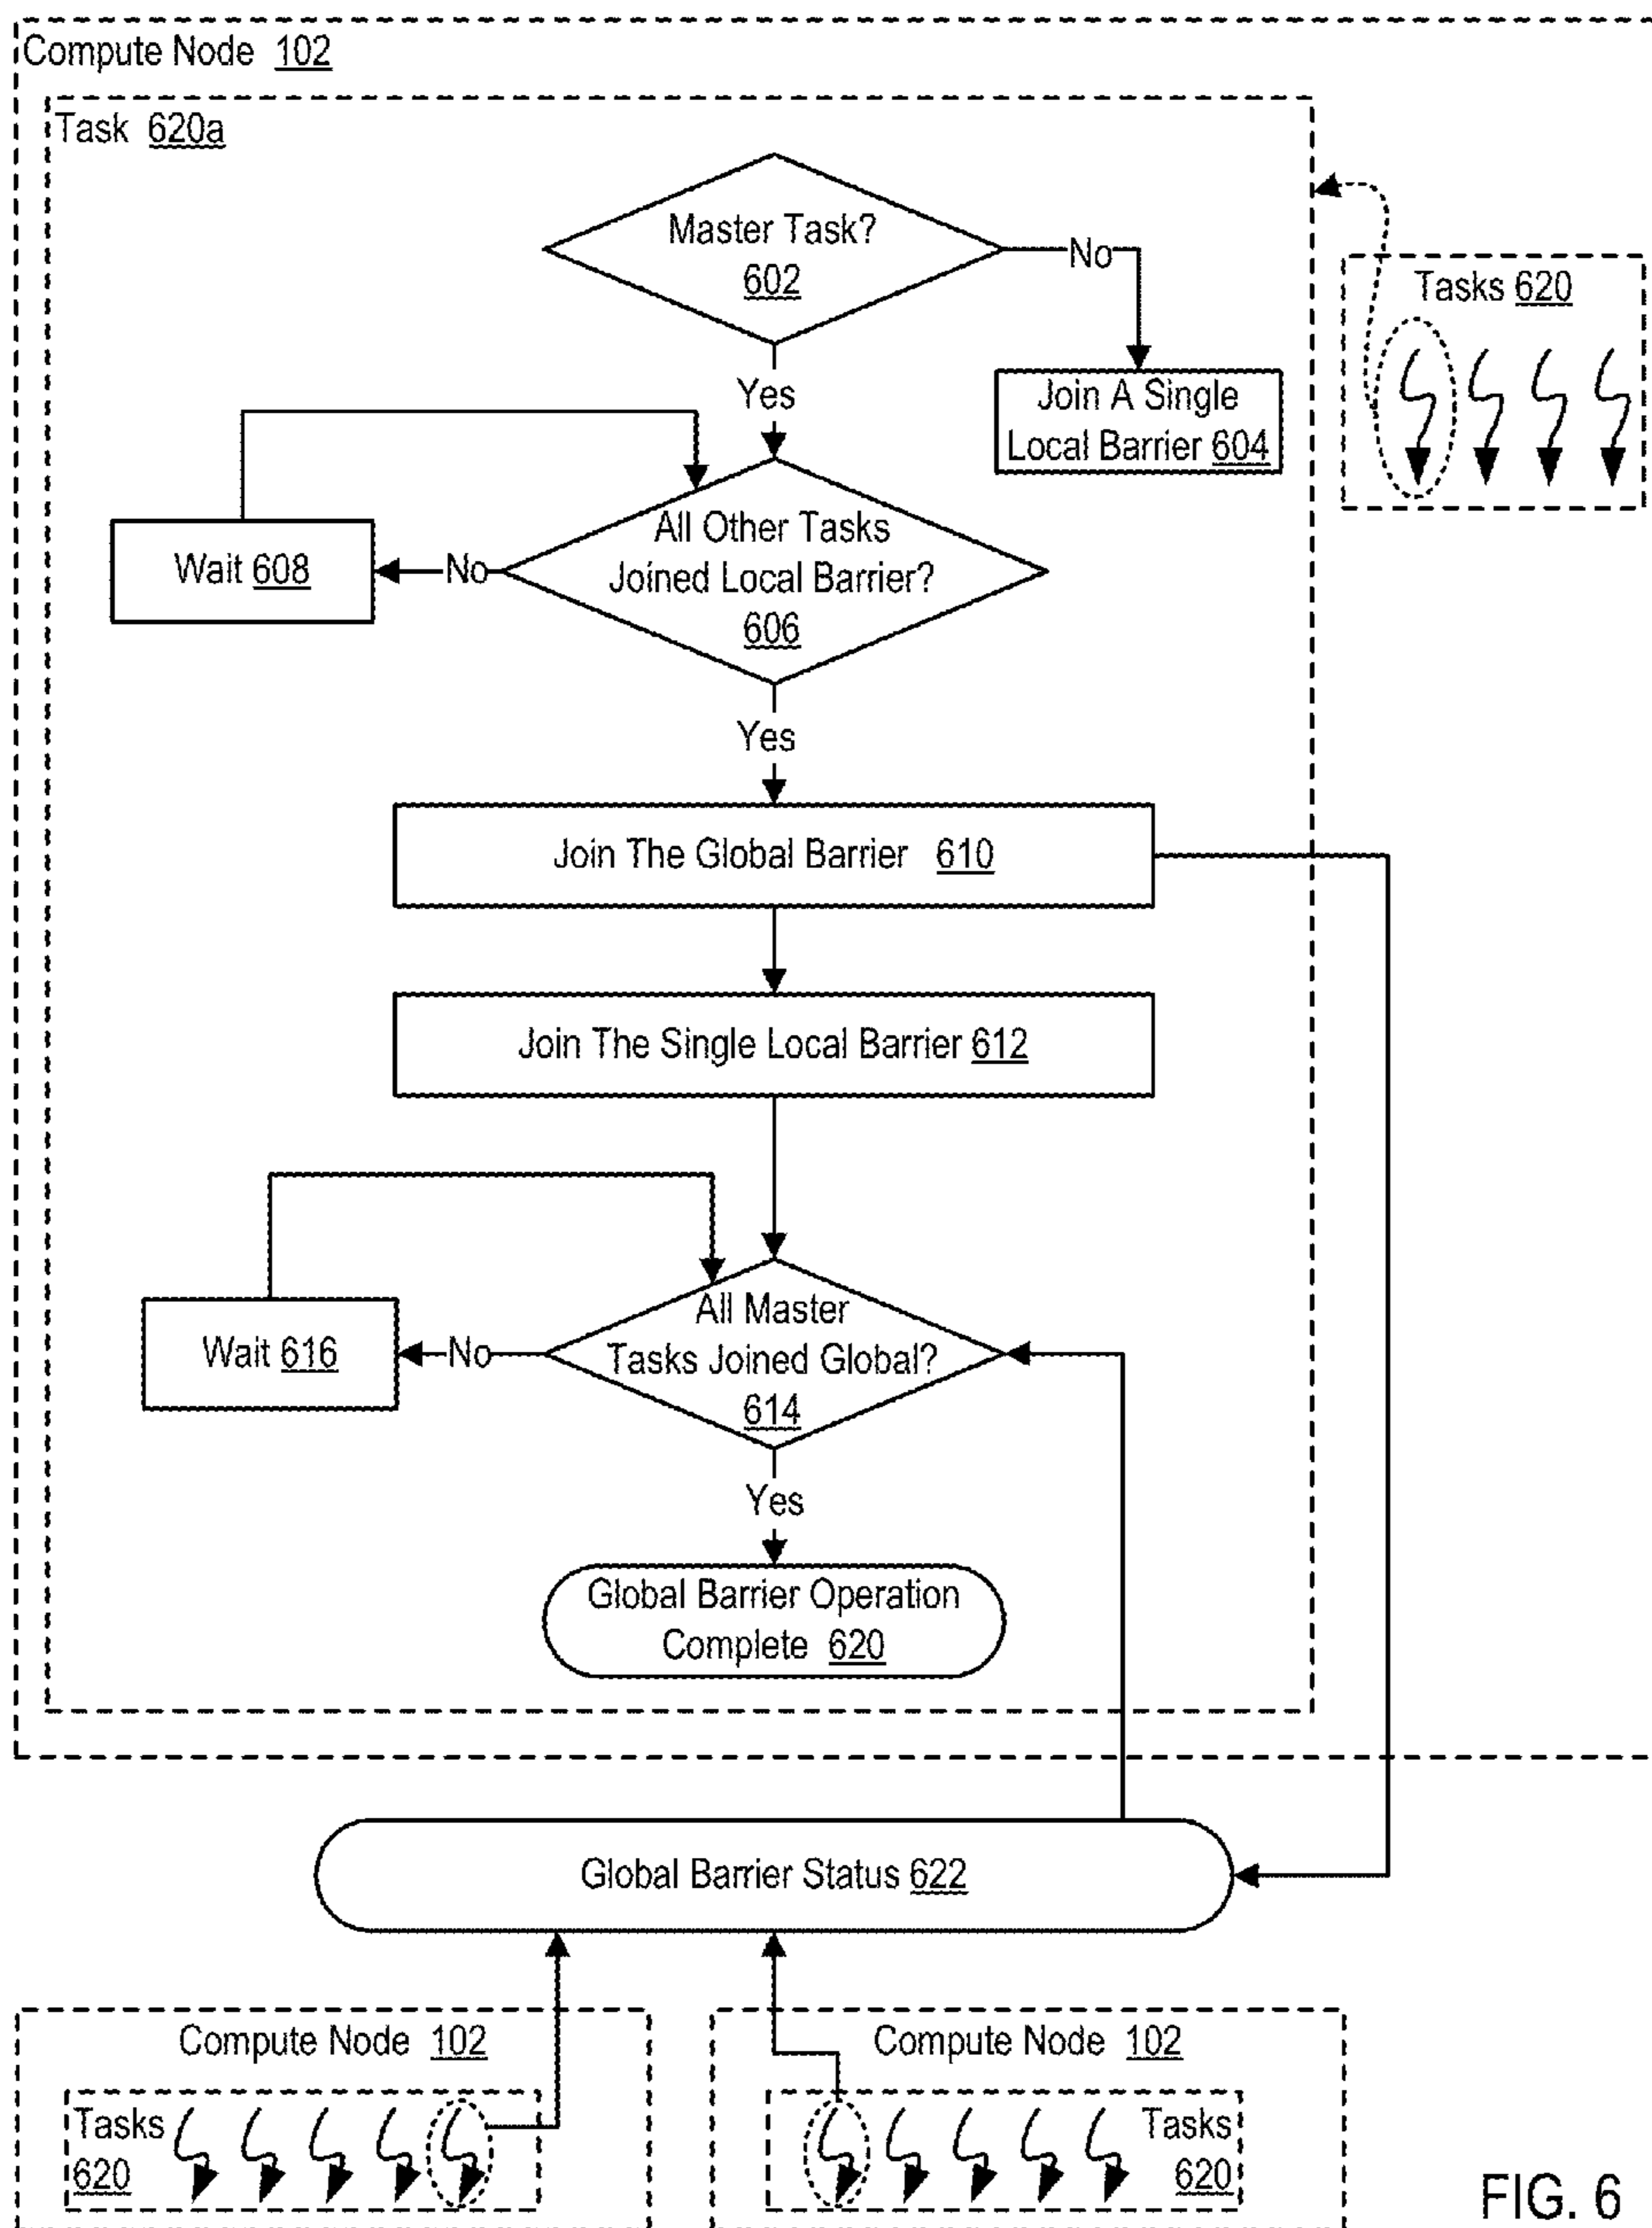 Compute Node 102
Task 620a
Master Task?
602
No
Tasks 620
Yes
Join A Single
Local Barrier 604
All Other Tasks
Joined Local Barrier?
606
Wait 608
No
Yes
Join The Global Barrier 610
Join The Single Local Barrier 612
All Master
Tasks Joined Global?
614
Wait 616
No
Yes
Global Barrier Operation
Complete 620
Global Barrier Status 622
Compute Node 102
Tasks
620
Compute Node 102
Tasks
620
FIG. 6